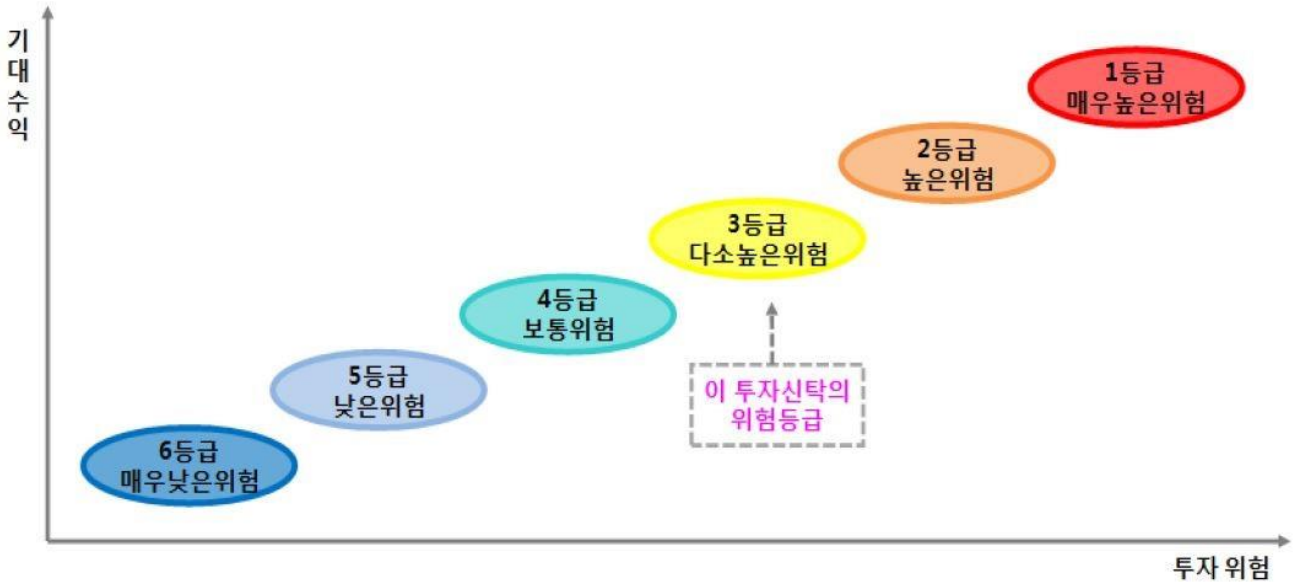 기
대
수
익
1등급
매우높은위험
2등급
높은위험
3등급
다소높은위험
4등급
보통위험
5등급
낮은위험
6등급
매우낮은위험
이 투자신탁의
위험등급
투자 위험